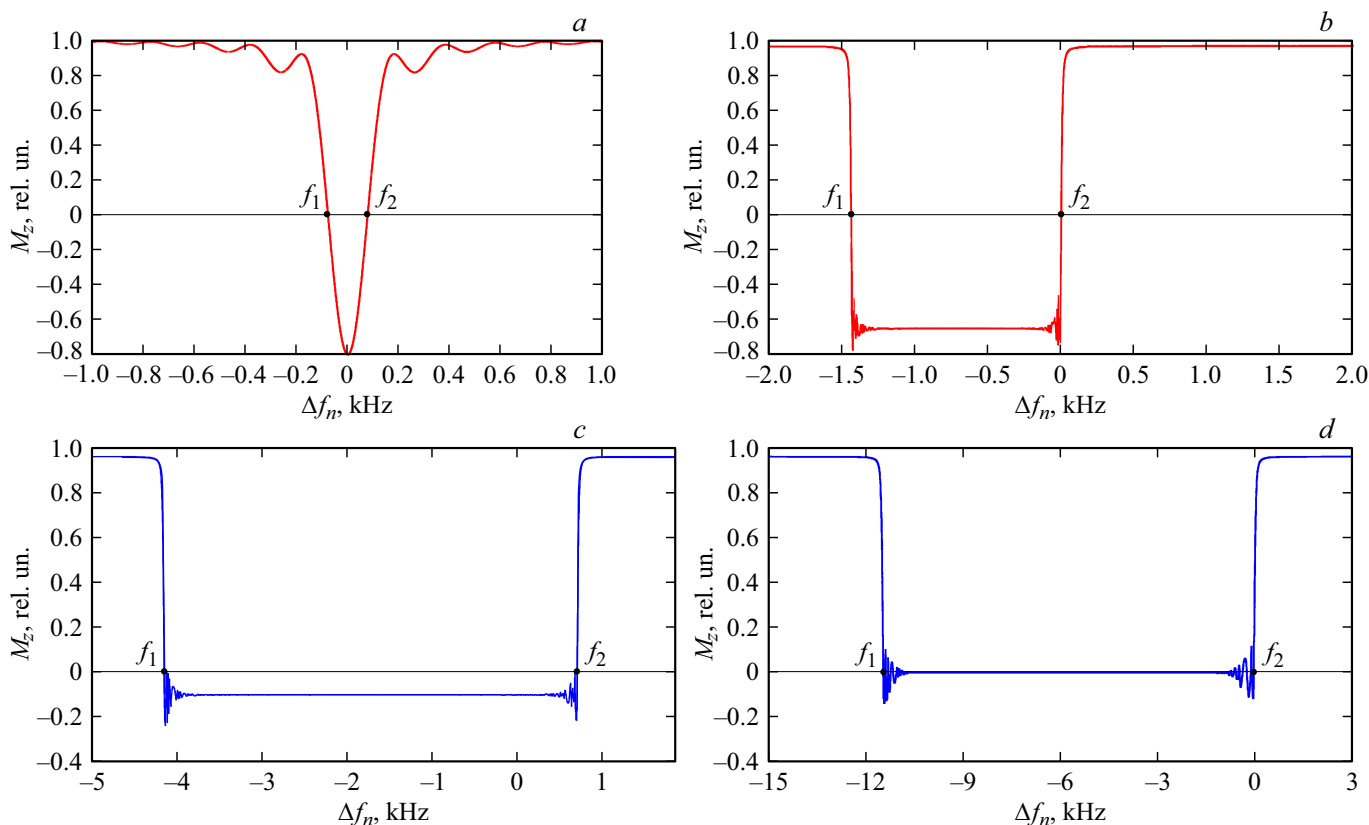 a
1.0
0.8
0.6
0.4
0.2
0
–0.2
–0.4
–0.6
–0.8
M_z, rel. un.
f_1 f_2
–1.0 –0.8 –0.6 –0.4 –0.2 0 0.2 0.4 0.6 0.8 1.0
Δf_n, kHz
b
1.0
0.8
0.6
0.4
0.2
0
–0.2
–0.4
–0.6
–0.8
M_z, rel. un.
f_1 f_2
–2.0 –1.5 –1.0 –0.5 0 0.5 1.0 1.5 2.0
Δf_n, kHz
c
1.0
0.8
0.6
0.4
0.2
0
–0.2
–0.4
M_z, rel. un.
f_1 f_2
–5 –4 –2 –1 –1 0 1
Δf_n, kHz
d
1.0
0.8
0.6
0.4
0.2
0
–0.2
–0.4
M_z, rel. un.
f_1 f_2
–15 –12 –9 –6 –3 0 3
Δf_n, kHz